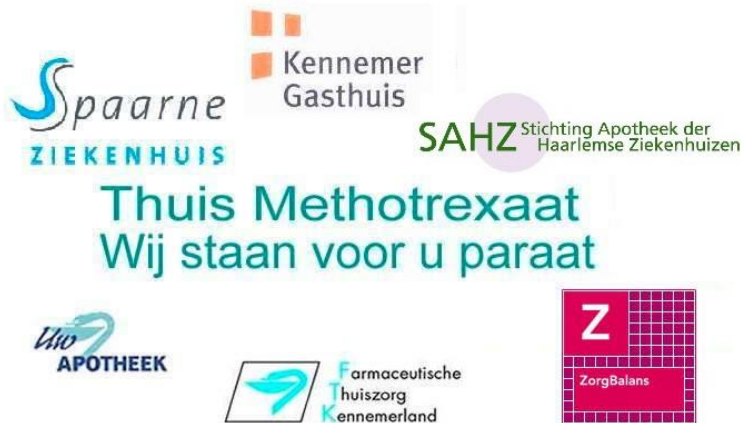 Kennemer
Gasthuis
Spaarne
ZIEKENHUIS
SAHZ Stichting Apotheek der
Haarlemse Ziekenhuizen
Thuis Methotrexaat
Wij staan voor u paraat
Uw
APOTHEEK
Farmaceutische
Thuiszorg
Kennemerland
Z
ZorgBalans